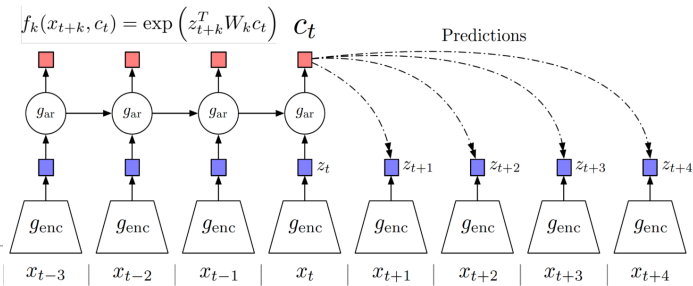 f_k(x_{t+k}, c_t) = exp(z_{t+k}^T W_k c_t)
c_t
Predictions
g_ar g_ar g_ar g_ar
z_t z_{t+1} z_{t+2} z_{t+3} z_{t+4}
g_enc g_enc g_enc g_enc g_enc g_enc g_enc g_enc
x_{t−3} x_{t−2} x_{t−1} x_t x_{t+1} x_{t+2} x_{t+3} x_{t+4}